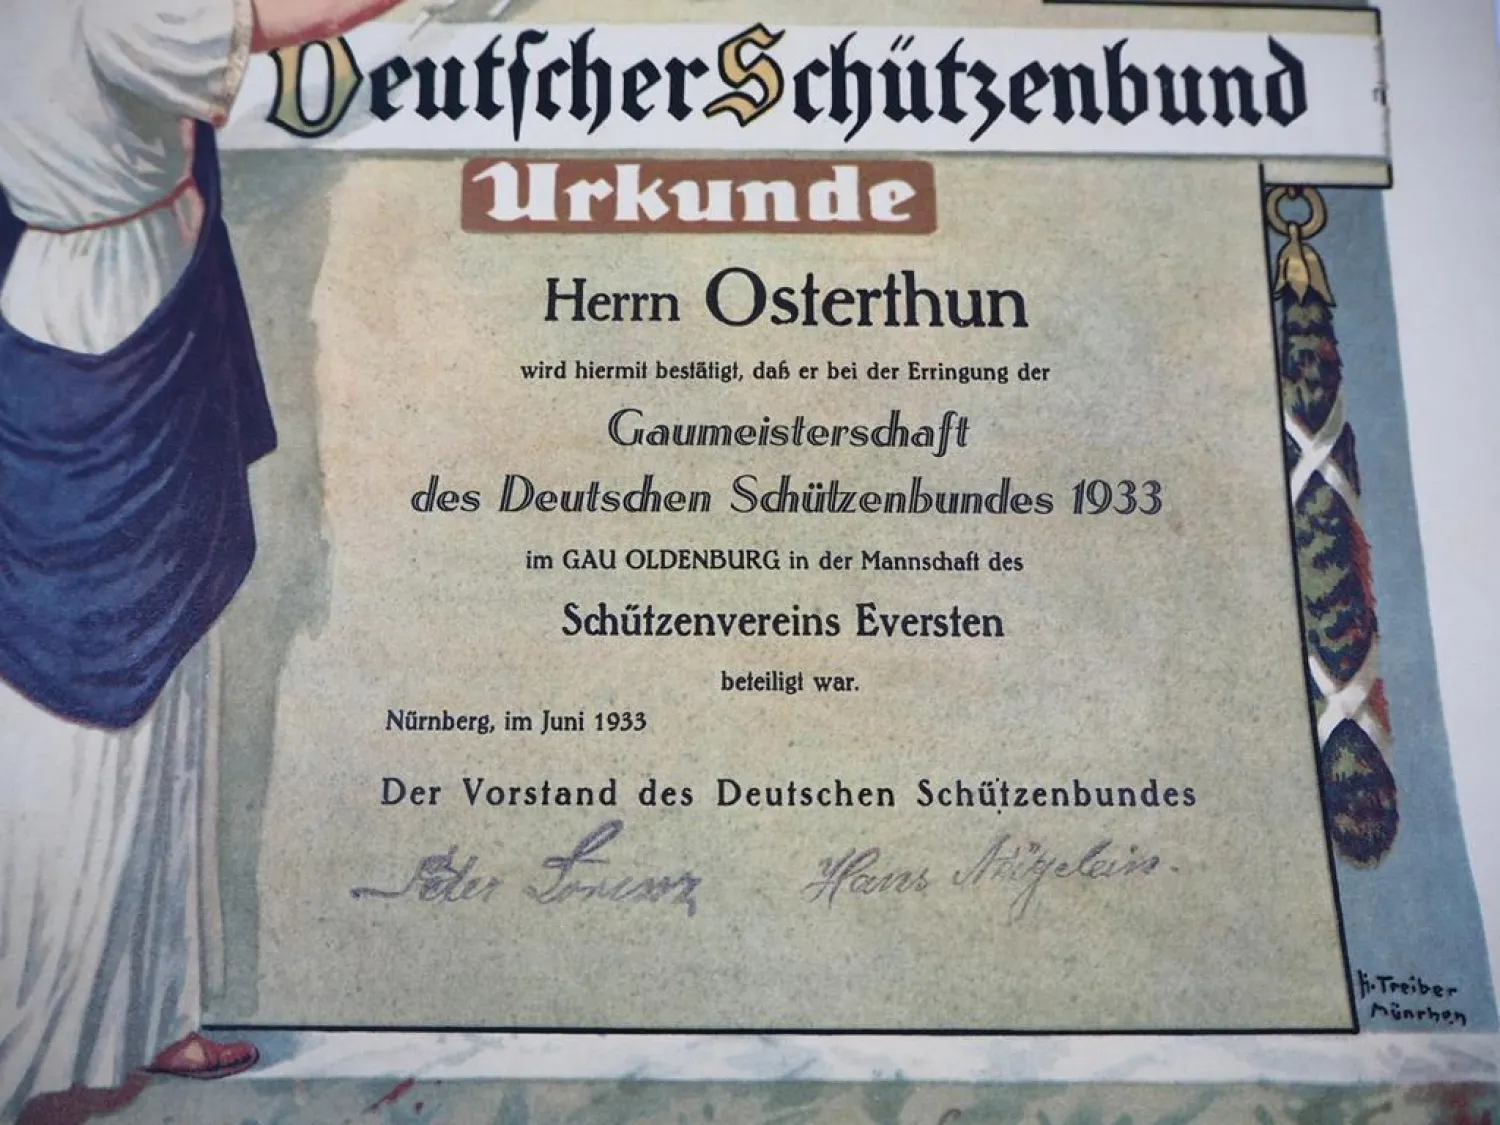 Deutscher Schützenbund
Urkunde
Herrn Osterthun
wird hiermit bestätigt, daß er bei der Erringung der
Gaumeisterschaft
des Deutschen Schützenbundes 1933
im GAU OLDENBURG in der Mannschaft des
Schützenvereins Eversten
beteiligt war.
Nürnberg, im Juni 1933
Der Vorstand des Deutschen Schützenbundes
Peter Lorenz Hans
H. Treiber
München